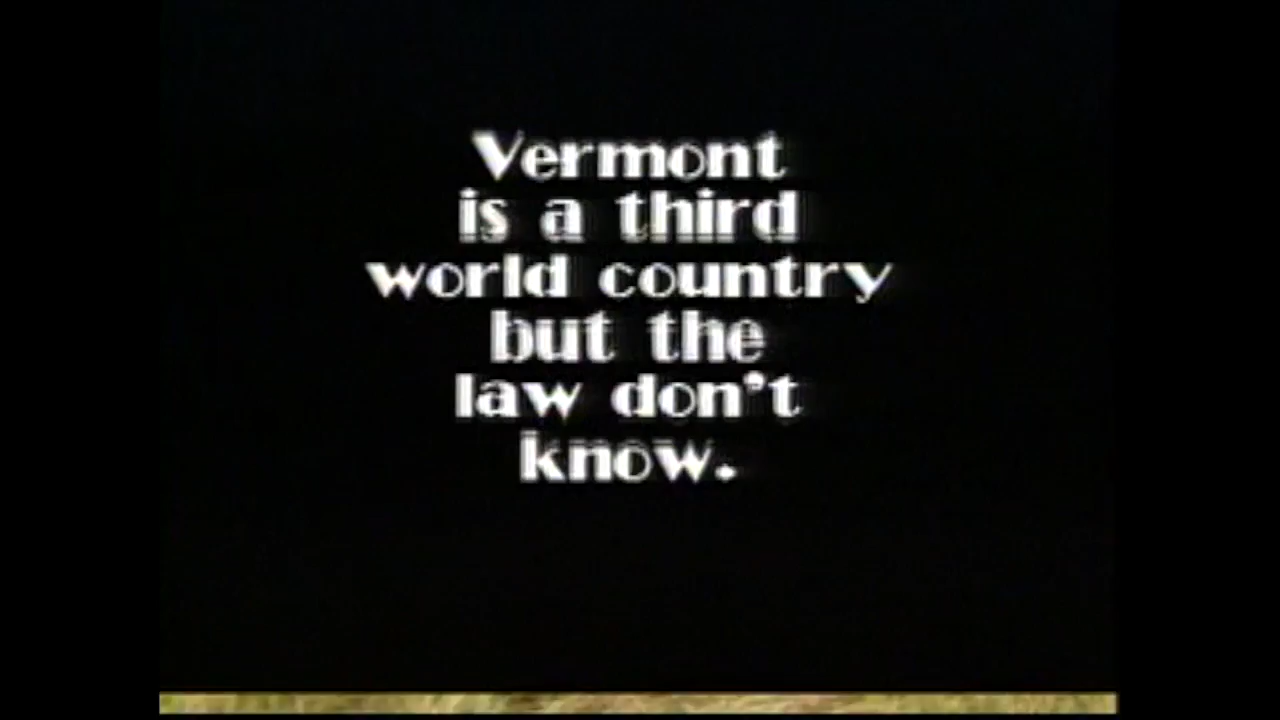 Vermont
is a third
world country
but the
law don't
know.